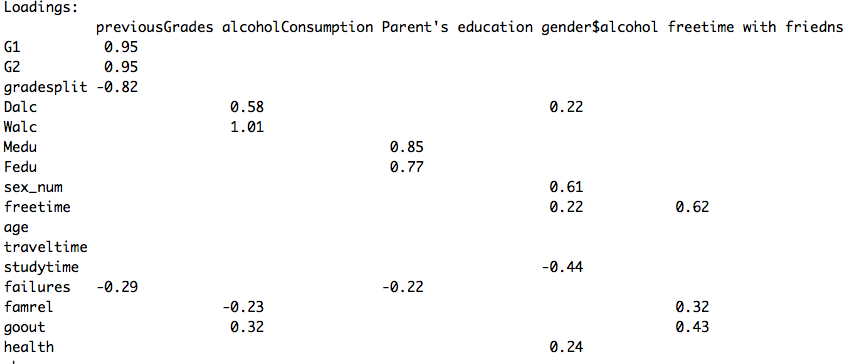 Loadings:
previousGrades alcoholConsumption Parent's education gender$alcohol freetime with friedns
G1 0.95
G2 0.95
gradesplit -0.82
Dalc 0.58 0.22
Walc 1.01
Medu 0.85
Fedu 0.77
sex_num 0.61
freetime 0.22 0.62
age
traveltime
studytime -0.44
failures -0.29 -0.22
famrel -0.23 0.32
goout 0.32 0.43
health 0.24